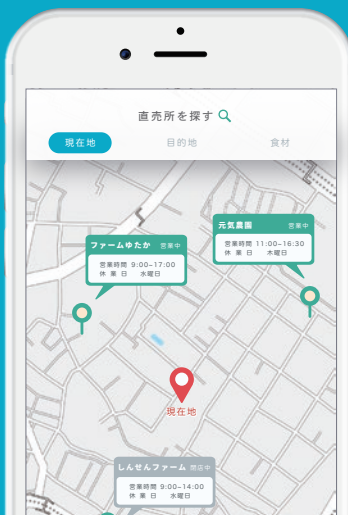 直売所を探す
現在地 目的地 食材
元気農園 営業中
営業時間 11:00-16:30
休業日 水曜日
ファームゆたか 営業中
営業時間 9:00-17:00
休業日 水曜日
現在地
しんせんファーム 閉店中
営業時間 9:00-14:00
休業日 水曜日